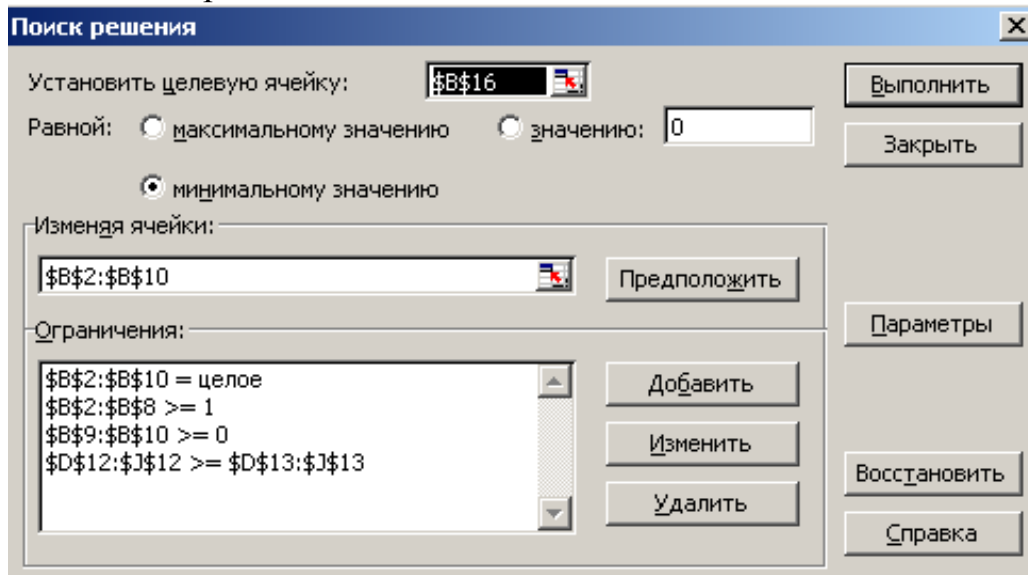 Поиск решения
Установить целевую ячейку: $B$16
Выполнить
Равной: максимальному значению значению: 0
Закрыть
минимальному значению
Изменяя ячейки:
$B$2:$B$10
Предположить
Параметры
Ограничения:
$B$2:$B$10 = целое
Добавить
$B$2:$B$8 >= 1
$B$9:$B$10 >= 0
Изменить
$D$12:$J$12 >= $D$13:$J$13
Восстановить
Удалить
Справка